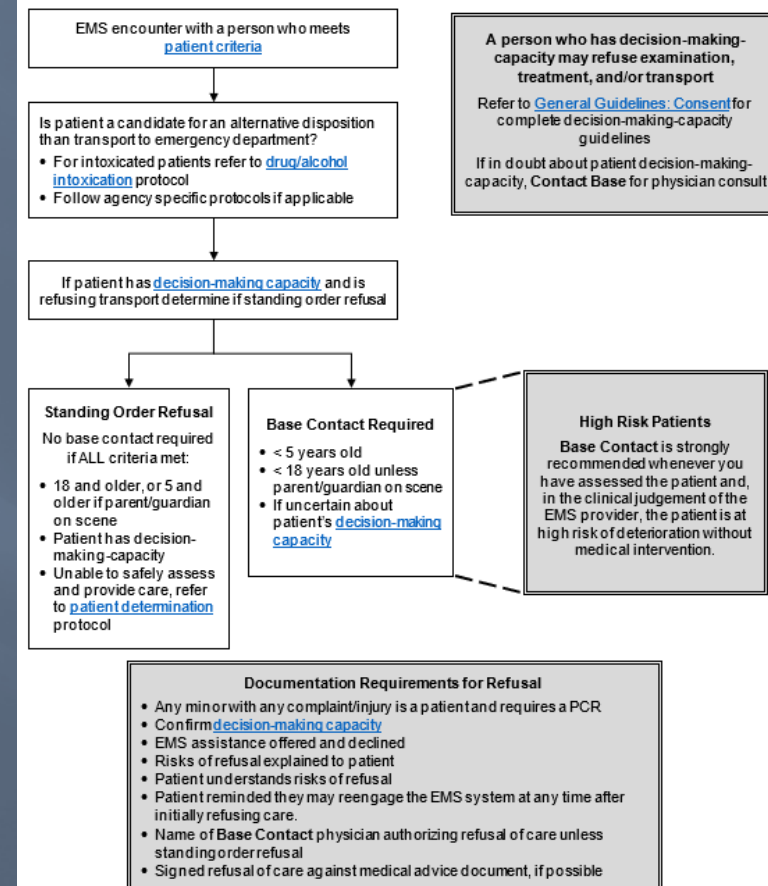 EMS encounter with a person who meets
patient criteria
A person who has decision-making-
capacity may refuse examination,
treatment, and/or transport
Refer to General Guidelines: Consent for
complete decision-making-capacity
guidelines
If in doubt about patient decision-making-
capacity, Contact Base for physician consult
Is patient a candidate for an alternative disposition
than transport to emergency department?
• For intoxicated patients refer to drug/alcohol
intoxication protocol
• Follow agency specific protocols if applicable
If patient has decision-making capacity and is
refusing transport determine if standing order refusal
Standing Order Refusal
No base contact required
if ALL criteria met:
• 18 and older, or 5 and
older if parent/guardian
on scene
• Patient has decision-
making-capacity
• Unable to safely assess
and provide care, refer
to patient determination
protocol
Base Contact Required
• < 5 years old
• < 18 years old unless
parent/guardian on scene
• If uncertain about
patient's decision-making
capacity
High Risk Patients
Base Contact is strongly
recommended whenever you
have assessed the patient and,
in the clinical judgement of the
EMS provider, the patient is at
high risk of deterioration without
medical intervention.
Documentation Requirements for Refusal
• Any minor with any complaint/injury is a patient and requires a PCR
• Confirm decision-making capacity
• EMS assistance offered and declined
• Risks of refusal explained to patient
• Patient understands risks of refusal
• Patient reminded they may reengage the EMS system at any time after
initially refusing care.
• Name of Base Contact physician authorizing refusal of care unless
standing order refusal
• Signed refusal of care against medical advice document, if possible